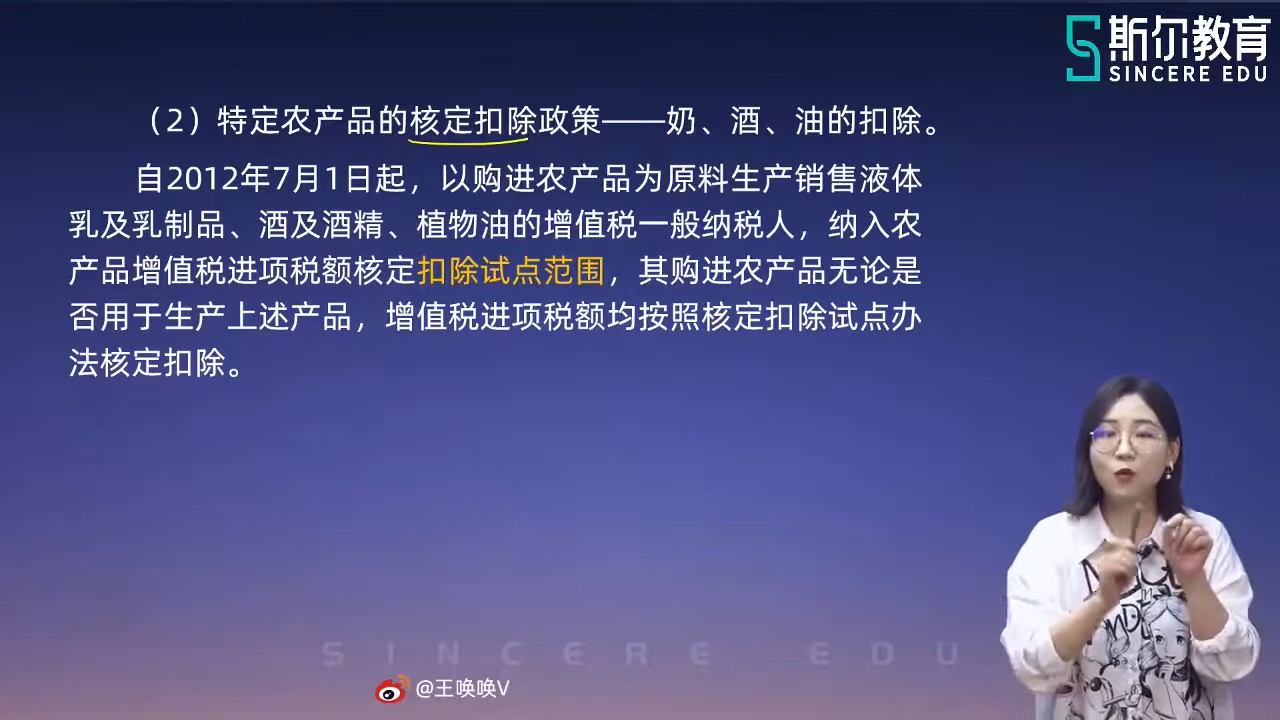 斯尔教育
SINCERE EDU
（2）特定农产品的核定扣除政策——奶、酒、油的扣除。
自2012年7月1日起，以购进农产品为原料生产销售液体
乳及乳制品、酒及酒精、植物油的增值税一般纳税人，纳入农
产品增值税进项税额核定扣除试点范围，其购进农产品无论是
否用于生产上述产品，增值税进项税额均按照核定扣除试点办
法核定扣除。
SINCERE EDU
@王唤唤V